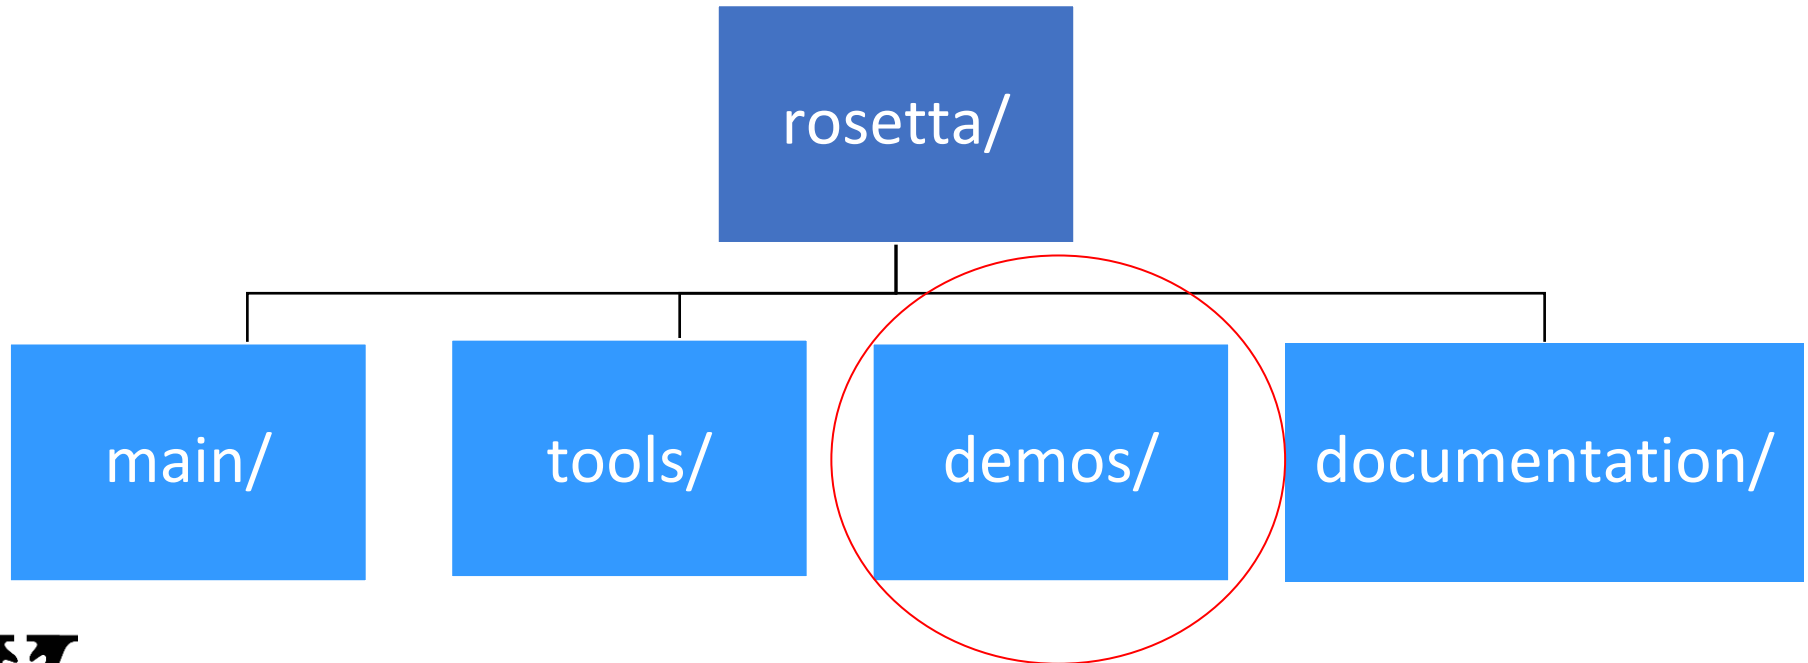 rosetta/
main/
tools/
demos/
documentation/